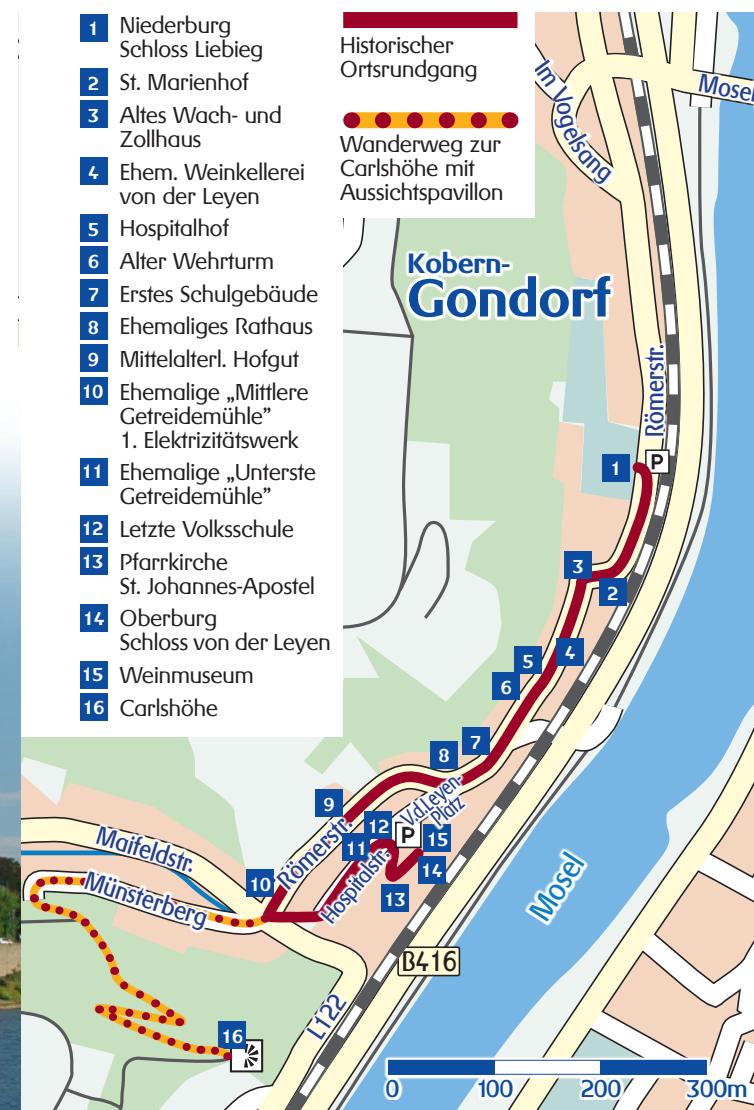 1 Niederburg
Schloss Liebieg
2 St. Marienhof
3 Altes Wach- und
Zollhaus
4 Ehem. Weinkellerei
von der Leyen
5 Hospitalhof
6 Alter Wehrturm
7 Erstes Schulgebäude
8 Ehemaliges Rathaus
9 Mittelalterl. Hofgut
10 Ehemalige „Mittlere
Getreidemühle”
1. Elektrizitätswerk
11 Ehemalige „Unterste
Getreidemühle”
12 Letzte Volksschule
13 Pfarrkirche
St. Johannes-Apostel
14 Oberburg
Schloss von der Leyen
15 Weinmuseum
16 Carlshöhe
Historischer
Ortsrundgang
Wanderweg zur
Carlshöhe mit
Aussichtspavillon
Im Vogelsang
Mosel
Kobern-
Gondorf
Römerstr.
1
P
3
2
4
5
6
7
8
V.d.Leyen-
Platz
9
Römerstr.
12
P
15
11
14
Hospitalstr.
13
10
Maifeldstr.
Münsterberg
Mosel
B416
L122
16
0 100 200 300m